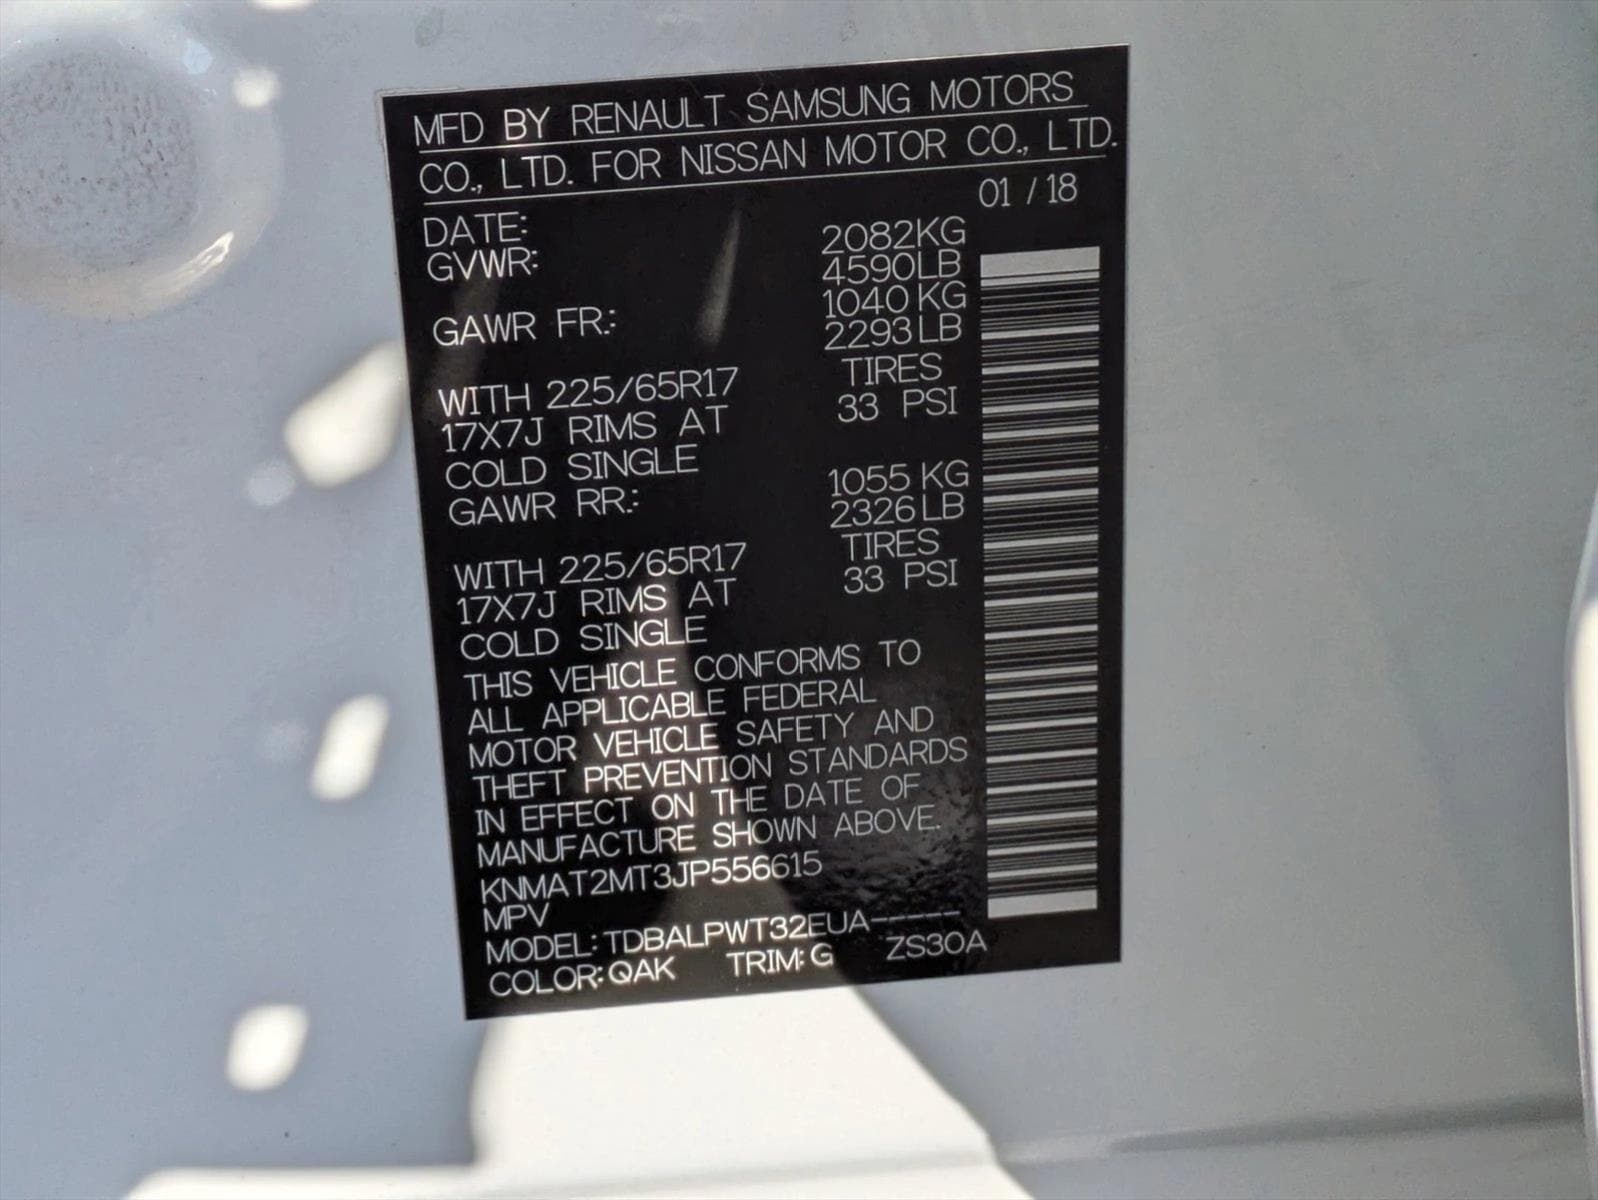 MFD BY RENAULT SAMSUNG MOTORS
CO., LTD. FOR NISSAN MOTOR CO., LTD.
DATE: 01 / 18
GVWR: 2082KG
4590LB
GAWR FR.: 1040 KG
2293LB
WITH 225/65R17 TIRES
17X7J RIMS AT 33 PSI
COLD SINGLE
GAWR RR.: 1055 KG
2326LB
WITH 225/65R17 TIRES
17X7J RIMS AT 33 PSI
COLD SINGLE
THIS VEHICLE CONFORMS TO
ALL APPLICABLE FEDERAL
MOTOR VEHICLE SAFETY AND
THEFT PREVENTION STANDARDS
IN EFFECT ON THE DATE OF
MANUFACTURE SHOWN ABOVE.
KNMAT2MT3JP556615
MPV
MODEL: TDBALPWT32EUA-----
COLOR: QAK TRIM: G ZS30A